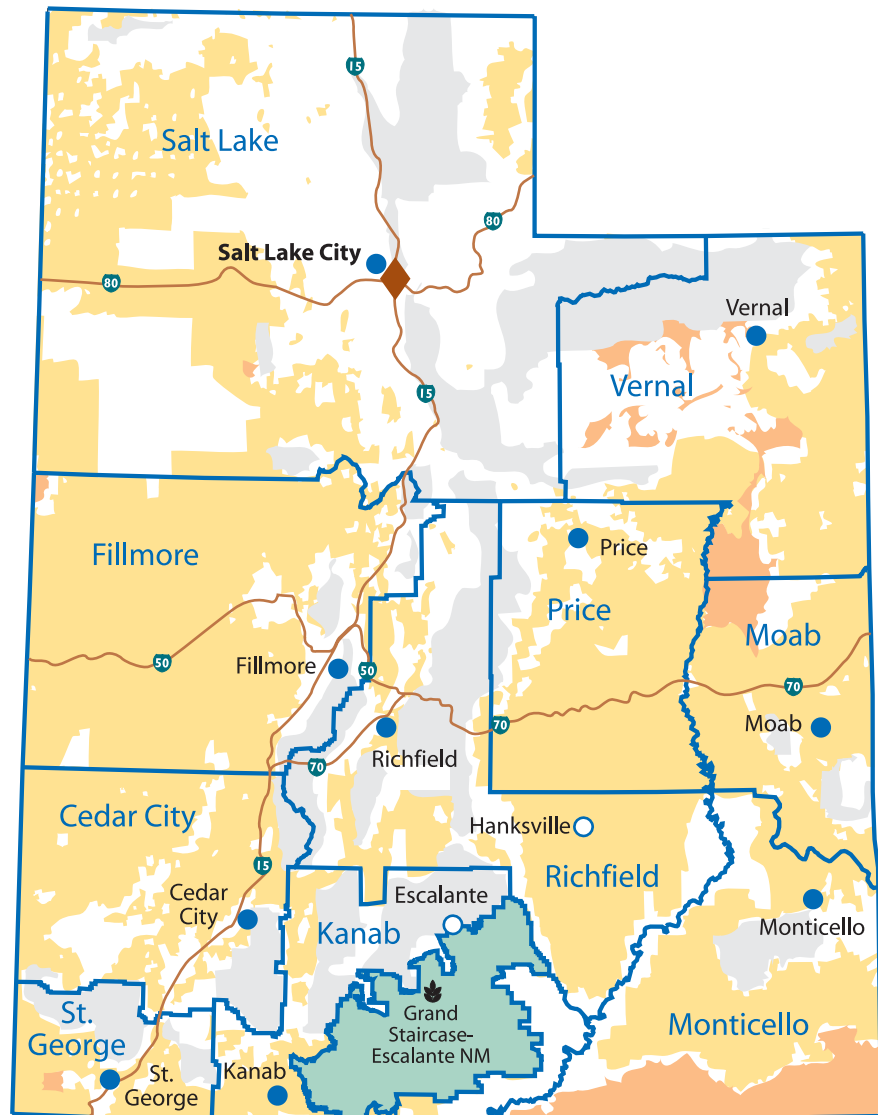 15
Salt Lake
80
Salt Lake City
80
Vernal
15
Vernal
Fillmore
Price
Price
Moab
50
Fillmore
50
70
70
Moab
Richfield
70
Cedar City
Hanksville
15
Richfield
Cedar
City
Escalante
Monticello
Kanab
Grand
Staircase-
Escalante NM
St.
George
Monticello
St.
George
Kanab